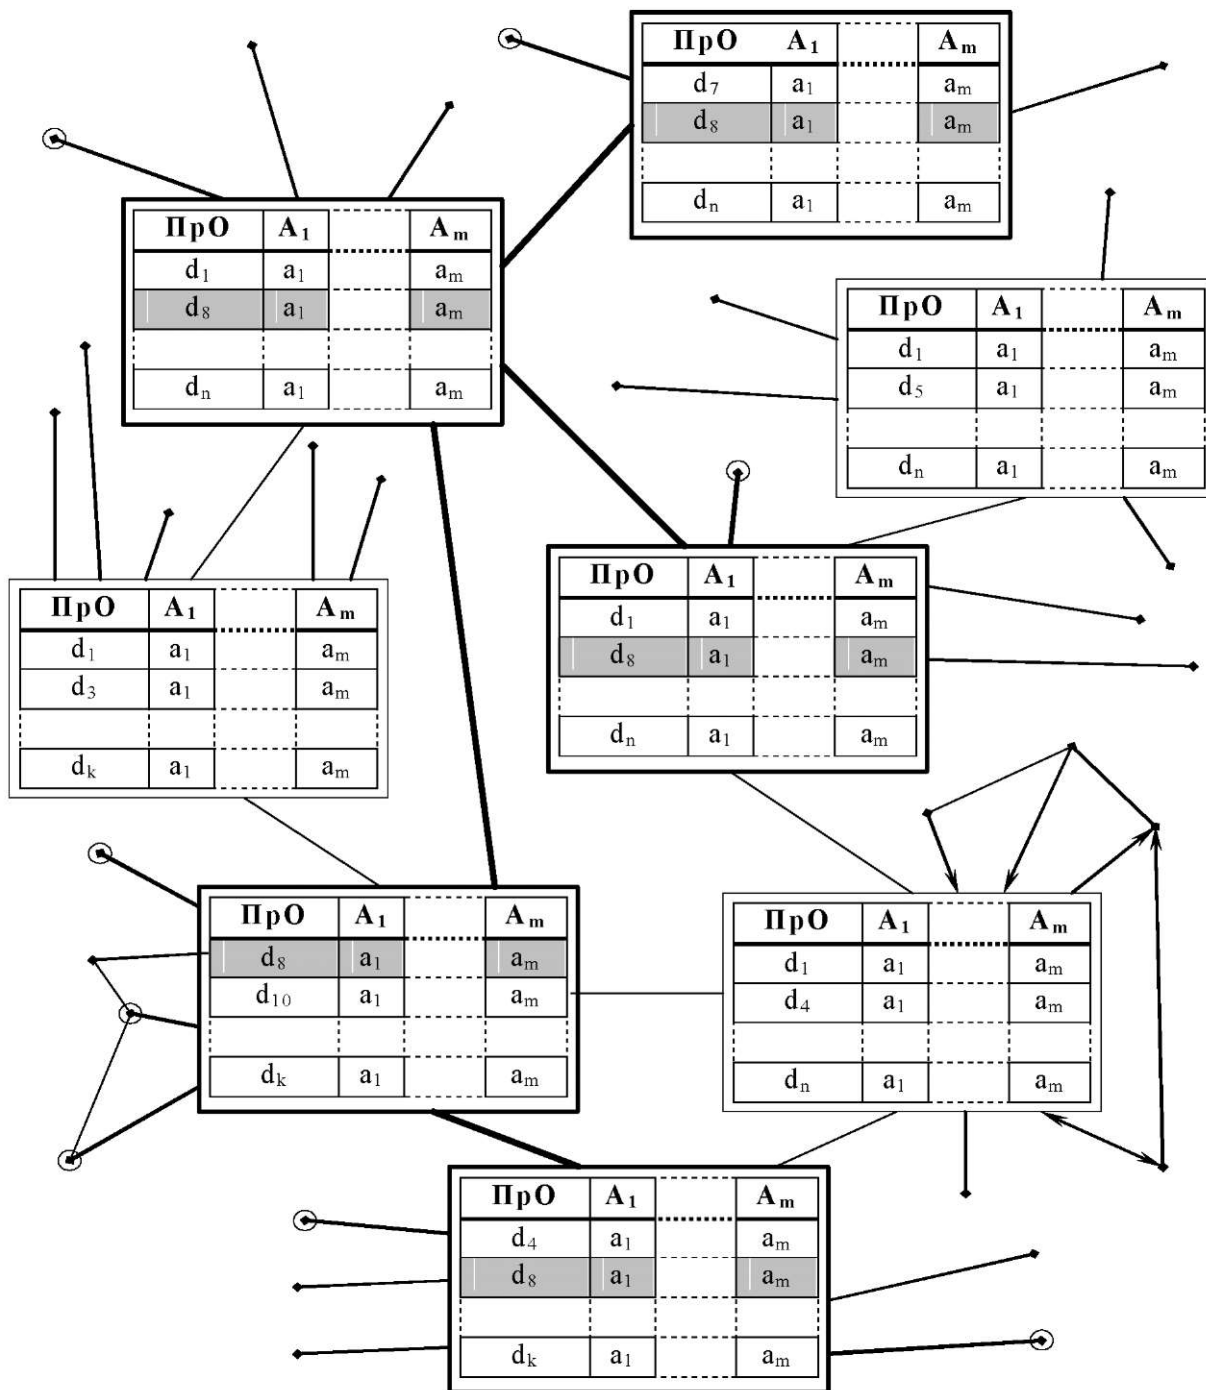 ПрО A₁ Aₘ
d₇ a₁ aₘ
d₈ a₁ aₘ
dₙ a₁ aₘ
ПрО A₁ Aₘ
d₁ a₁ aₘ
d₈ a₁ aₘ
dₙ a₁ aₘ
ПрО A₁ Aₘ
d₁ a₁ aₘ
d₅ a₁ aₘ
dₙ a₁ aₘ
ПрО A₁ Aₘ
d₁ a₁ aₘ
d₈ a₁ aₘ
dₙ a₁ aₘ
ПрО A₁ Aₘ
d₁ a₁ aₘ
d₃ a₁ aₘ
dₖ a₁ aₘ
ПрО A₁ Aₘ
d₈ a₁ aₘ
d₁₀ a₁ aₘ
dₖ a₁ aₘ
ПрО A₁ Aₘ
d₁ a₁ aₘ
d₄ a₁ aₘ
dₙ a₁ aₘ
ПрО A₁ Aₘ
d₄ a₁ aₘ
d₈ a₁ aₘ
dₖ a₁ aₘ